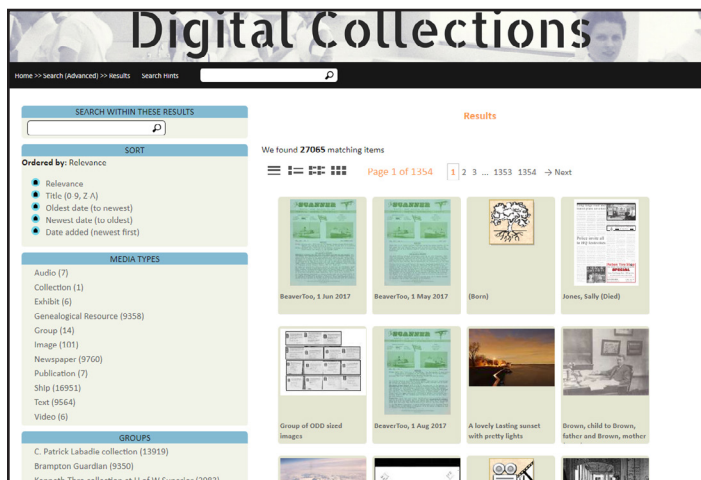 Digital Collections
Home >> Search (Advanced) >> Results Search Hints
SEARCH WITHIN THESE RESULTS
SORT
Ordered by: Relevance
Relevance
Title (0-9, Z-A)
Oldest date (to newest)
Newest date (to oldest)
Date added (newest first)
MEDIA TYPES
Audio (7)
Collection (1)
Exhibit (6)
Genealogical Resource (9358)
Group (14)
Image (101)
Newspaper (9760)
Publication (7)
Ship (16951)
Text (9564)
Video (6)
GROUPS
C. Patrick Labadie collection (13919)
Brampton Guardian (9350)
Results
We found 27065 matching items
Page 1 of 1354 1 2 3 ... 1353 1354 → Next
SCANNER
BeaverToo, 1 Jun 2017
SCANNER
BeaverToo, 1 May 2017
(Born)
SPECIAL
Jones, Sally (Died)
Group of ODD sized
images
SCANNER
BeaverToo, 1 Aug 2017
A lovely Lasting sunset
with pretty lights
Brown, child to Brown,
father and Brown, mother